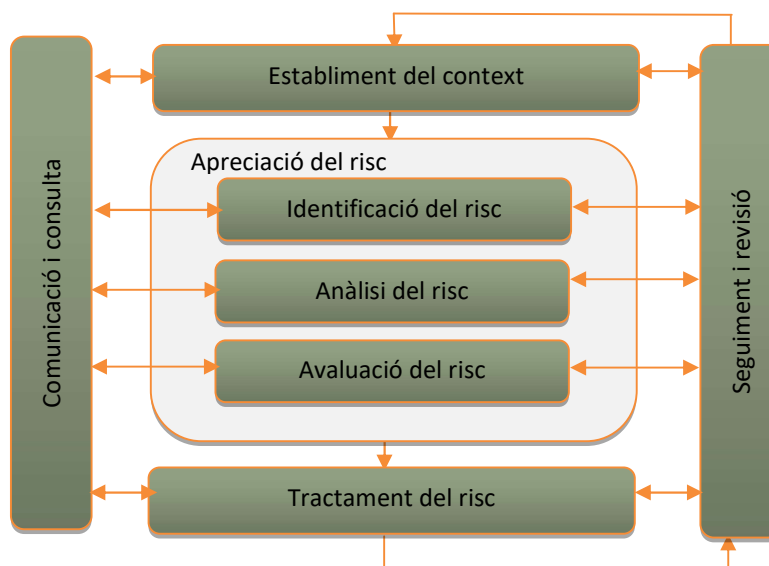 Establiment del context
Apreciació del risc
Identificació del risc
Anàlisi del risc
Avaluació del risc
Tractament del risc
Comunicació i consulta
Seguiment i revisió